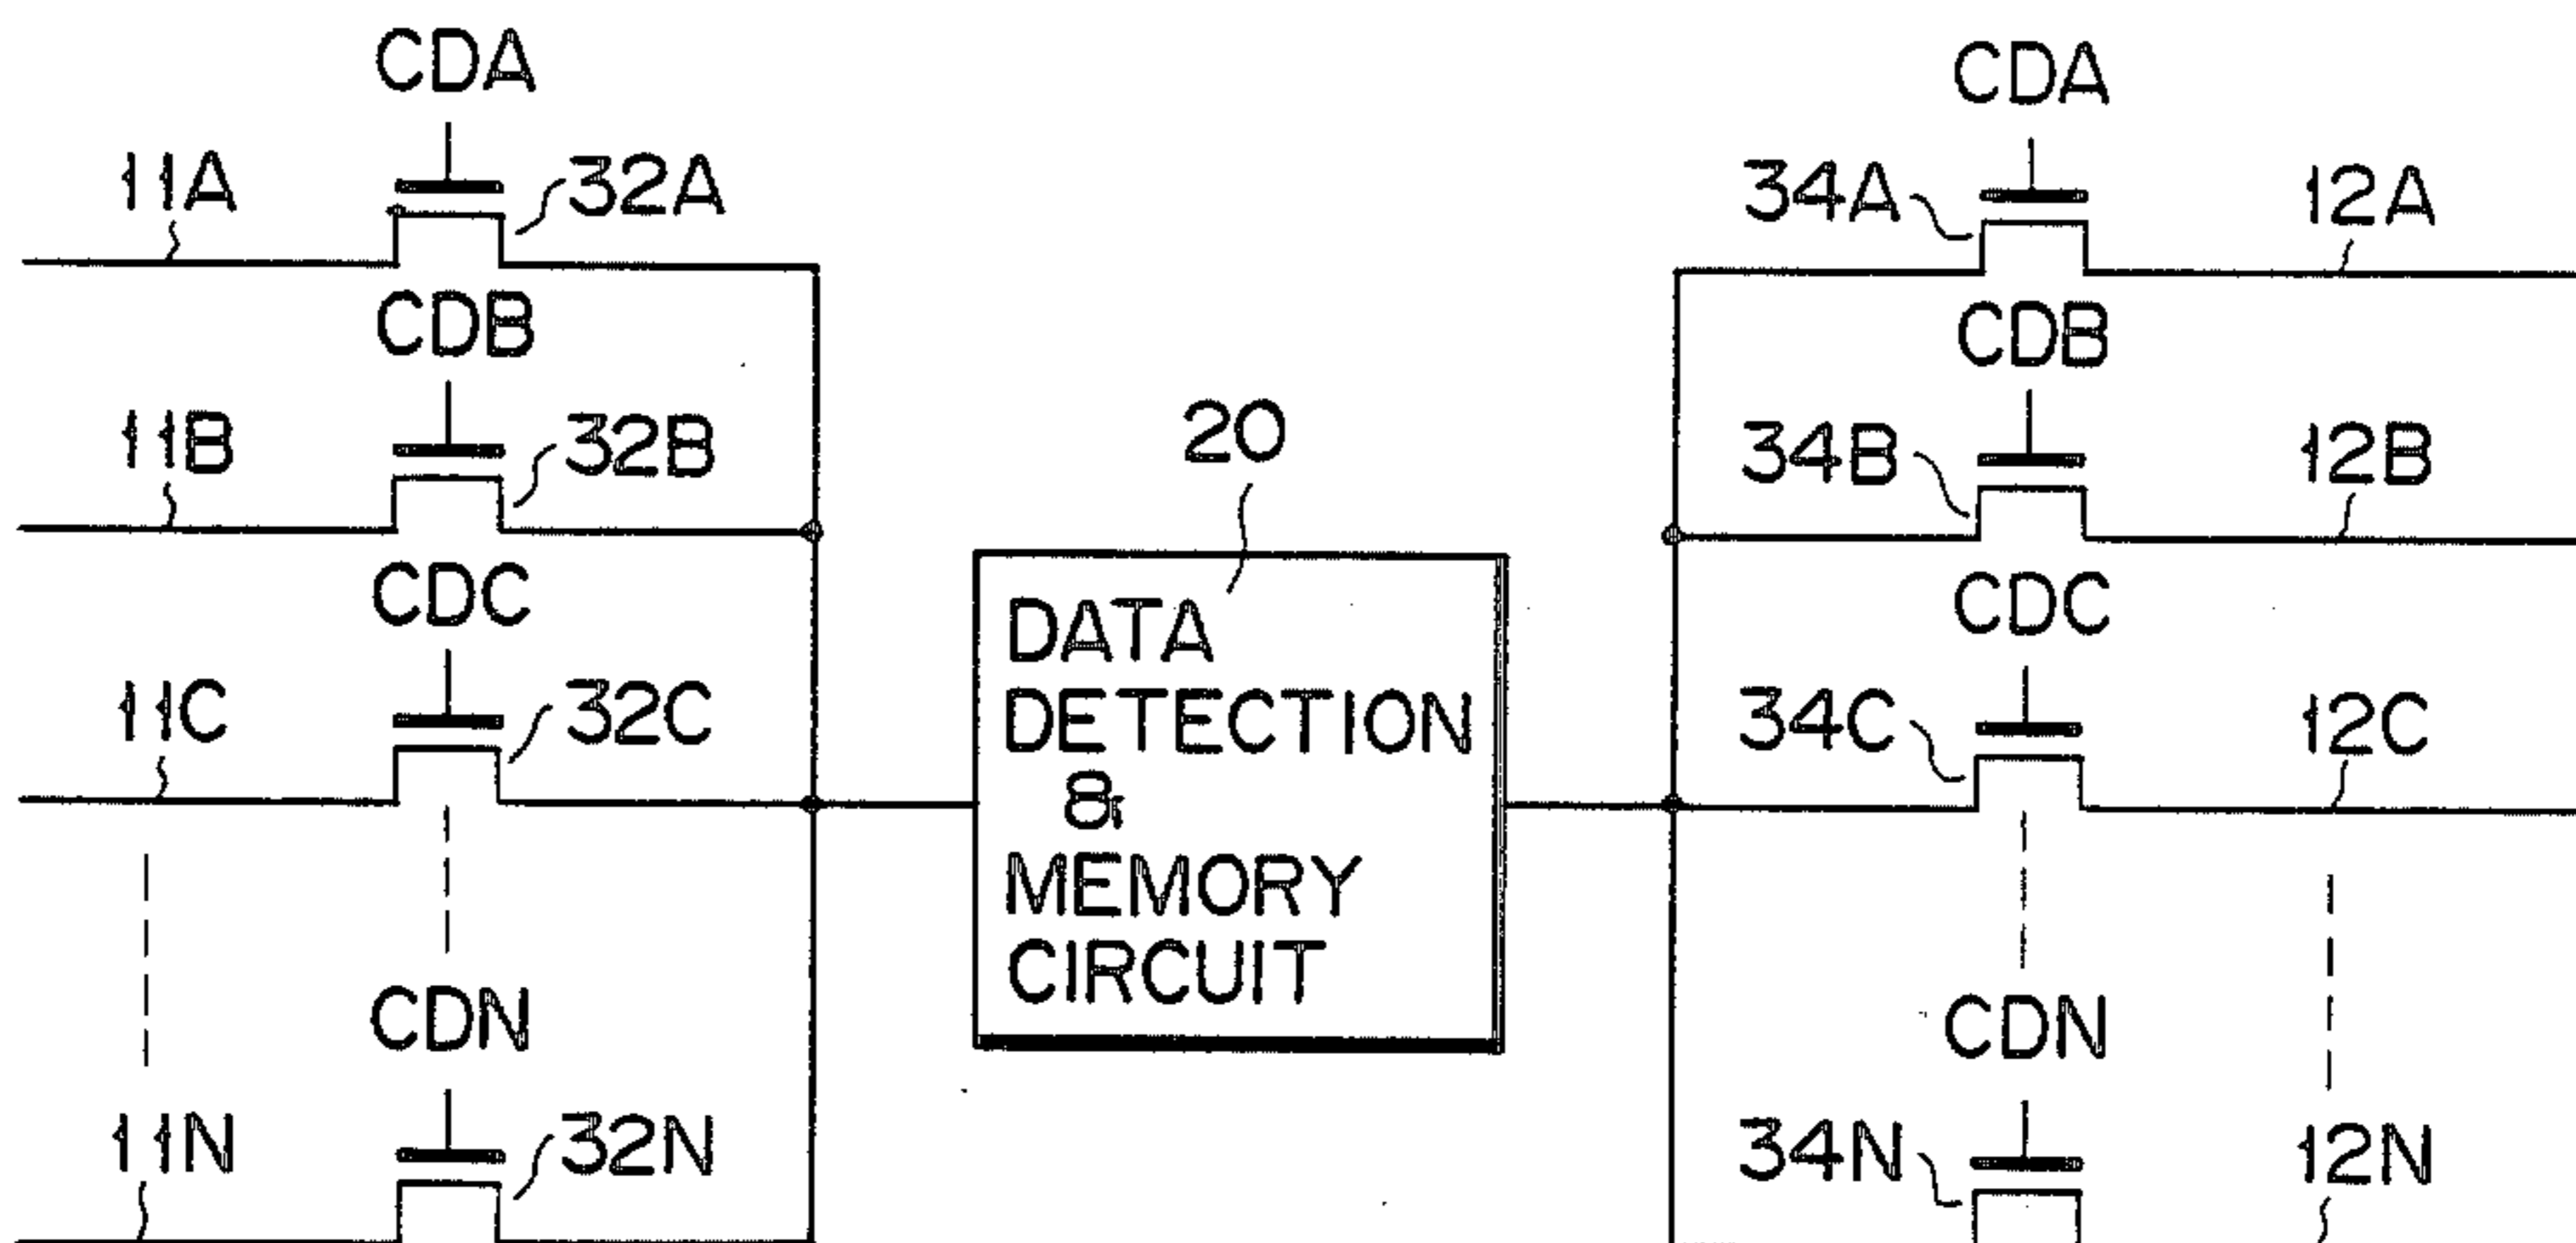 CDA
11A
32A
CDB
11B
32B
CDC
11C
32C
CDN
11N
32N
20
DATA
DETECTION
&
MEMORY
CIRCUIT
CDA
34A
12A
CDB
34B
12B
CDC
34C
12C
CDN
34N
12N